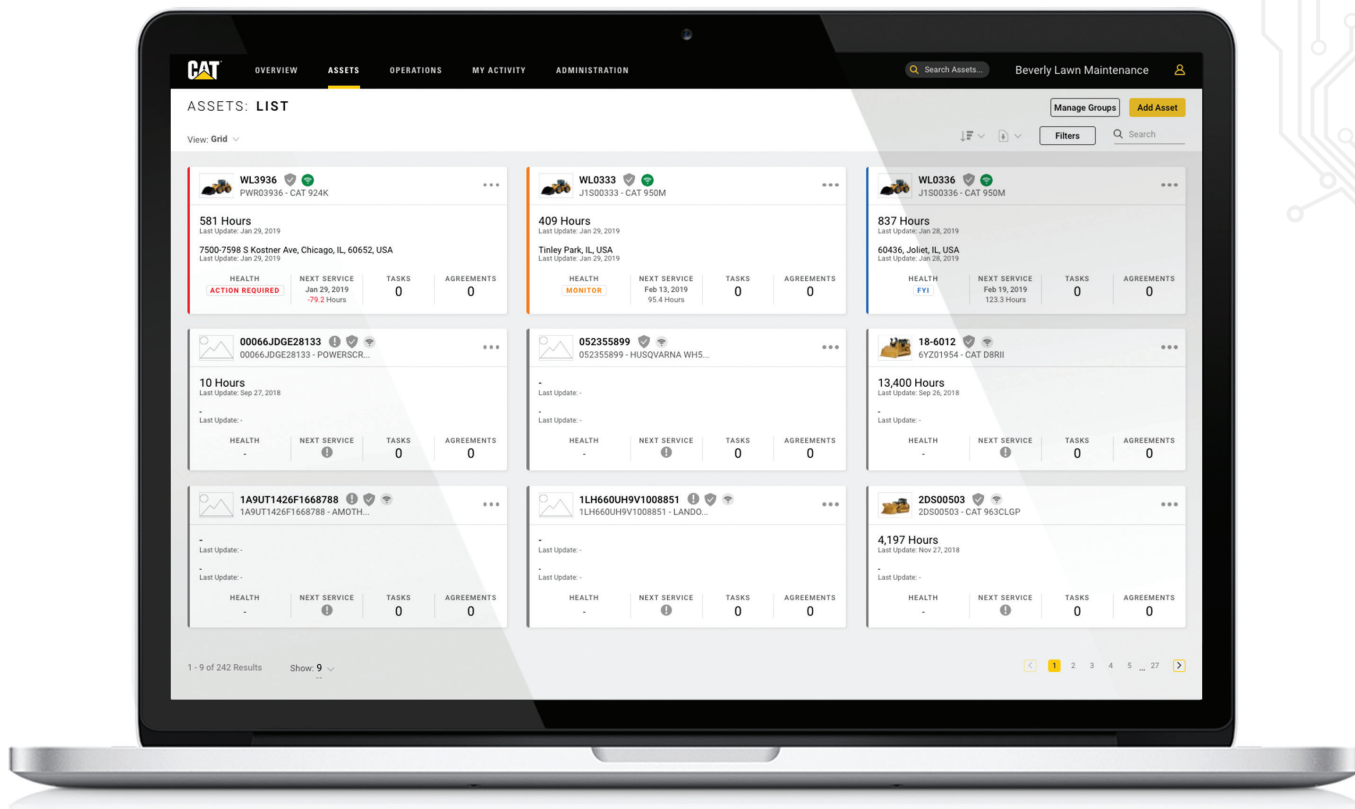 CAT
OVERVIEW ASSETS OPERATIONS MY ACTIVITY ADMINISTRATION
Search Assets...
Beverly Lawn Maintenance
ASSETS: LIST
Manage Groups
Add Asset
View: Grid
Filters
Search
WL3936
PWR03936 - CAT 924K
581 Hours
Last Update: Jan 29, 2019
7500-7598 S Kostner Ave, Chicago, IL, 60652, USA
Last Update: Jan 29, 2019
HEALTH NEXT SERVICE TASKS AGREEMENTS
ACTION REQUIRED Jan 29, 2019 0 0
-79.2 Hours
WL0333
J1S00333 - CAT 950M
409 Hours
Last Update: Jan 29, 2019
Tinley Park, IL, USA
Last Update: Jan 29, 2019
HEALTH NEXT SERVICE TASKS AGREEMENTS
MONITOR Feb 13, 2019 0 0
95.4 Hours
WL0336
J1S00336 - CAT 950M
837 Hours
Last Update: Jan 28, 2019
60436, Joliet, IL, USA
Last Update: Jan 28, 2019
HEALTH NEXT SERVICE TASKS AGREEMENTS
FYI Feb 19, 2019 0 0
123.3 Hours
00066JDGE28133
00066JDGE28133 - POWERSCR...
10 Hours
Last Update: Sep 27, 2018
-
Last Update: -
HEALTH NEXT SERVICE TASKS AGREEMENTS
- 0 0
052355899
052355899 - HUSQVARNA WH5...
-
Last Update: -
-
Last Update: -
HEALTH NEXT SERVICE TASKS AGREEMENTS
- 0 0
18-6012
6YZ01954 - CAT D8RII
13,400 Hours
Last Update: Sep 26, 2018
-
Last Update: -
HEALTH NEXT SERVICE TASKS AGREEMENTS
- 0 0
1A9UT1426F1668788
1A9UT1426F1668788 - AMOTH...
-
Last Update: -
-
Last Update: -
HEALTH NEXT SERVICE TASKS AGREEMENTS
- 0 0
1LH660UH9V1008851
1LH660UH9V1008851 - LANDO...
-
Last Update: -
-
Last Update: -
HEALTH NEXT SERVICE TASKS AGREEMENTS
- 0 0
2DS00503
2DS00503 - CAT 963CLGP
4,197 Hours
Last Update: Nov 27, 2018
-
Last Update: -
HEALTH NEXT SERVICE TASKS AGREEMENTS
- 0 0
1 - 9 of 242 Results
Show: 9
1 2 3 4 5 ... 27